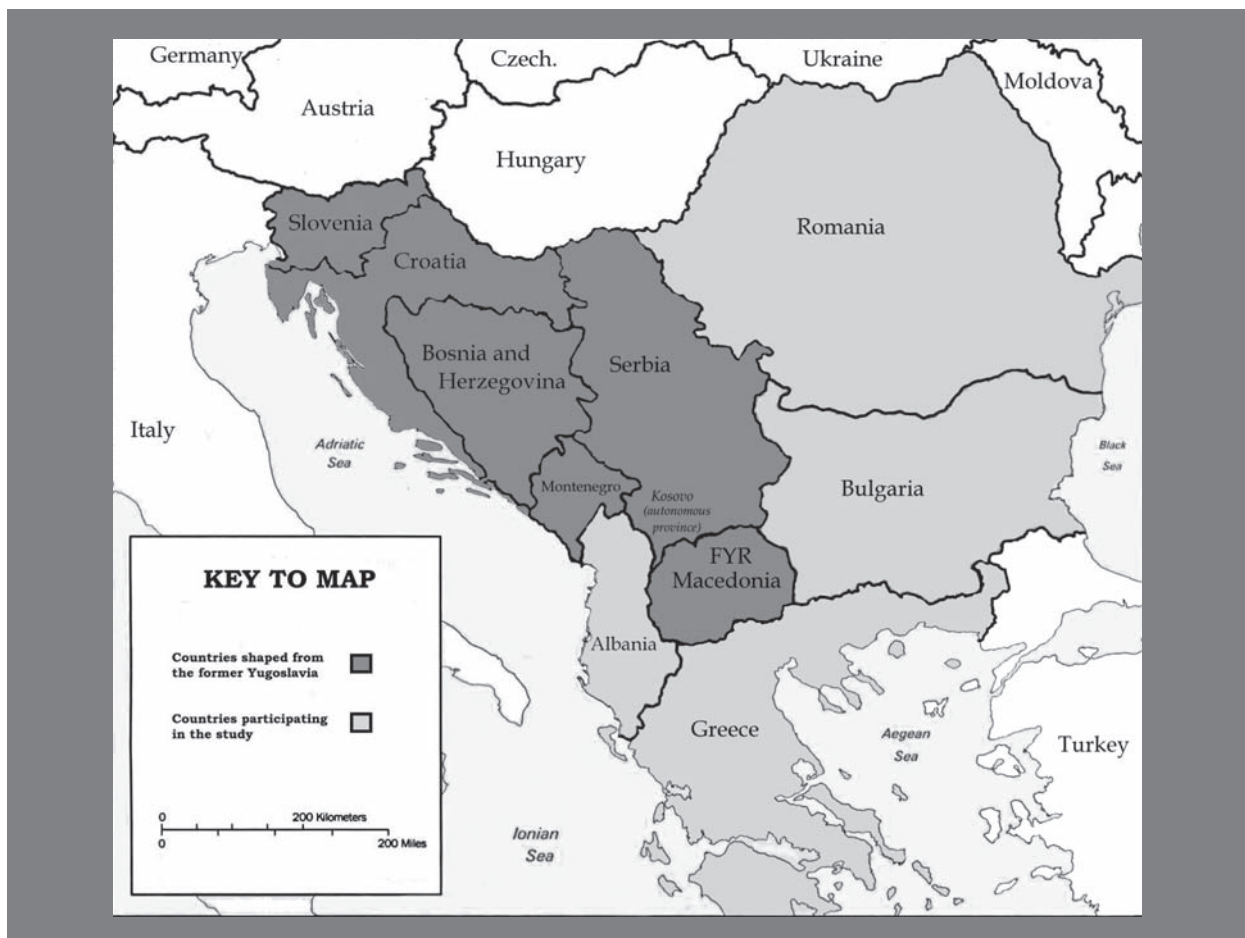 Germany
Czech.
Ukraine
Moldova
Austria
Hungary
Slovenia
Romania
Croatia
Bosnia and
Herzegovina
Serbia
Italy
Adriatic
Sea
Black
Sea
Montenegro
Kosovo
(autonomous
province)
Bulgaria
FYR
Macedonia
Albania
Greece
Aegean
Sea
Turkey
Ionian
Sea
KEY TO MAP
Countries shaped from
the former Yugoslavia
Countries participating
in the study
0 200 Kilometers
0 200 Miles